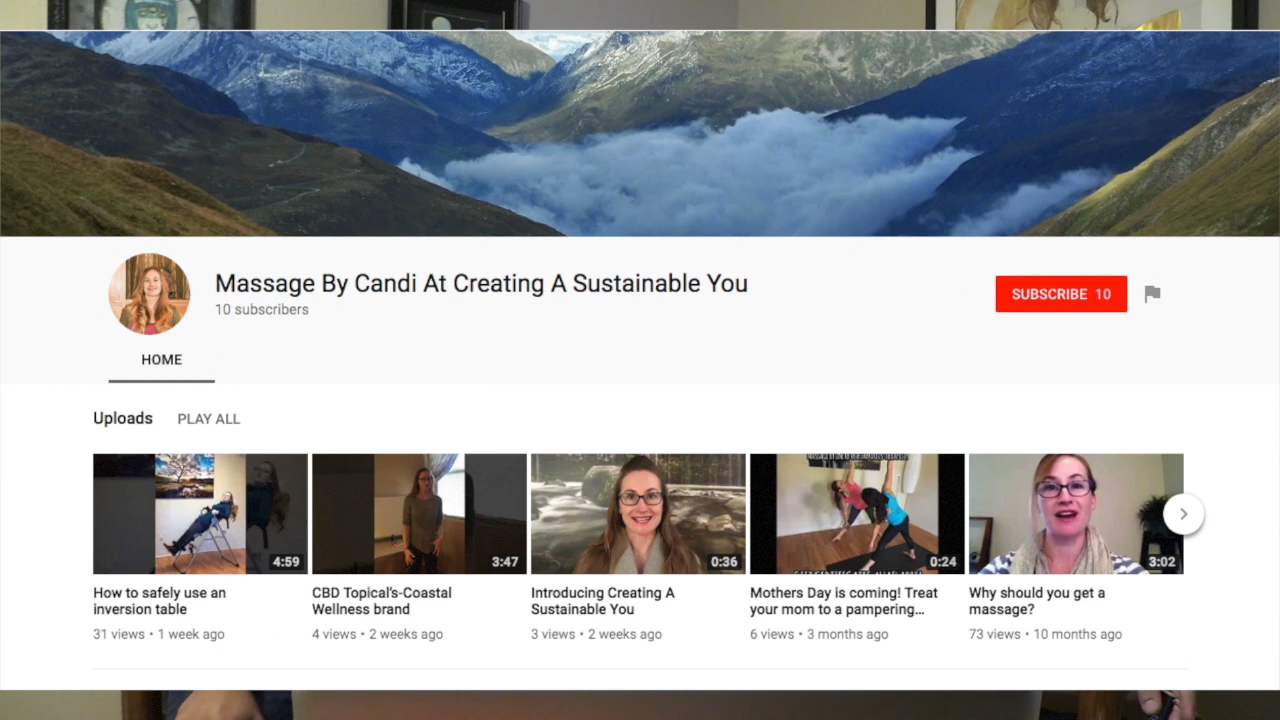 Massage By Candi At Creating A Sustainable You
10 subscribers
SUBSCRIBE 10
HOME
Uploads PLAY ALL
4:59
3:47
0:36
0:24
3:02
How to safely use an
inversion table
31 views • 1 week ago
CBD Topical's-Coastal
Wellness brand
4 views • 2 weeks ago
Introducing Creating A
Sustainable You
3 views • 2 weeks ago
Mothers Day is coming! Treat
your mom to a pampering...
6 views • 3 months ago
Why should you get a
massage?
73 views • 10 months ago